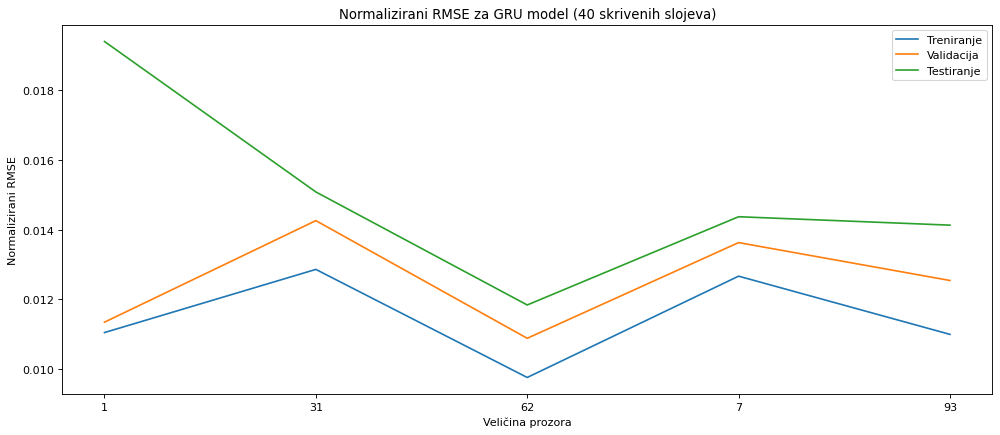 Normalizirani RMSE za GRU model (40 skrivenih slojeva)
Treniranje
Validacija
Testiranje
Normalizirani RMSE
0.018
0.016
0.014
0.012
0.010
1 31 62 7 93
Veličina prozora